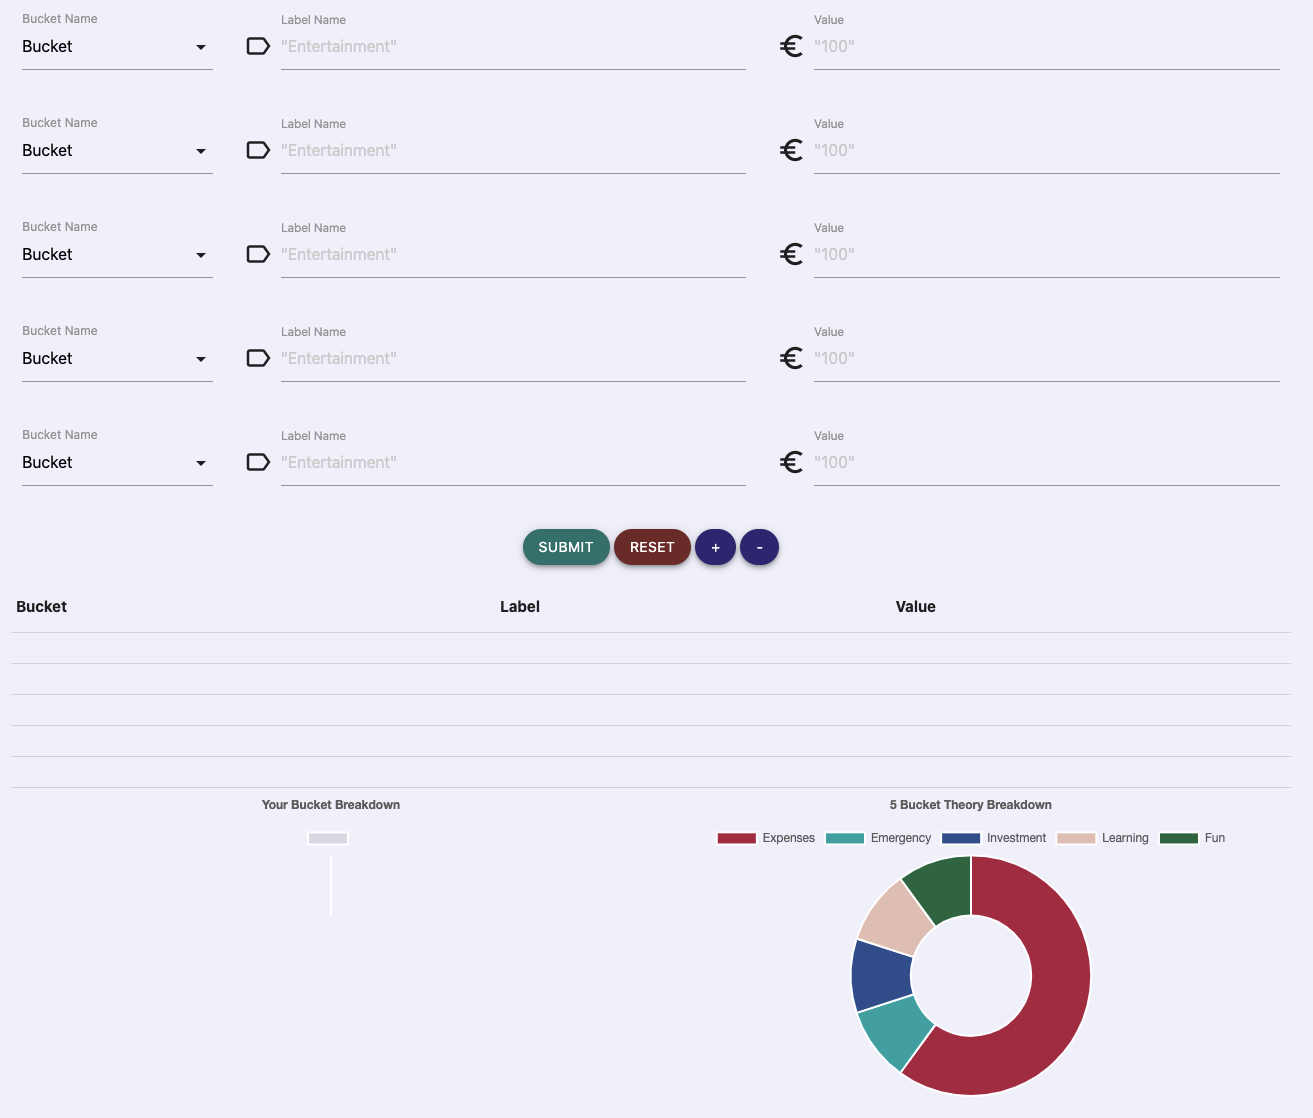 Bucket Name Label Name Value
Bucket "Entertainment" € "100"
Bucket Name Label Name Value
Bucket "Entertainment" € "100"
Bucket Name Label Name Value
Bucket "Entertainment" € "100"
Bucket Name Label Name Value
Bucket "Entertainment" € "100"
Bucket Name Label Name Value
Bucket "Entertainment" € "100"
SUBMIT RESET + -
Bucket Label Value
Your Bucket Breakdown 5 Bucket Theory Breakdown
Expenses Emergency Investment Learning Fun